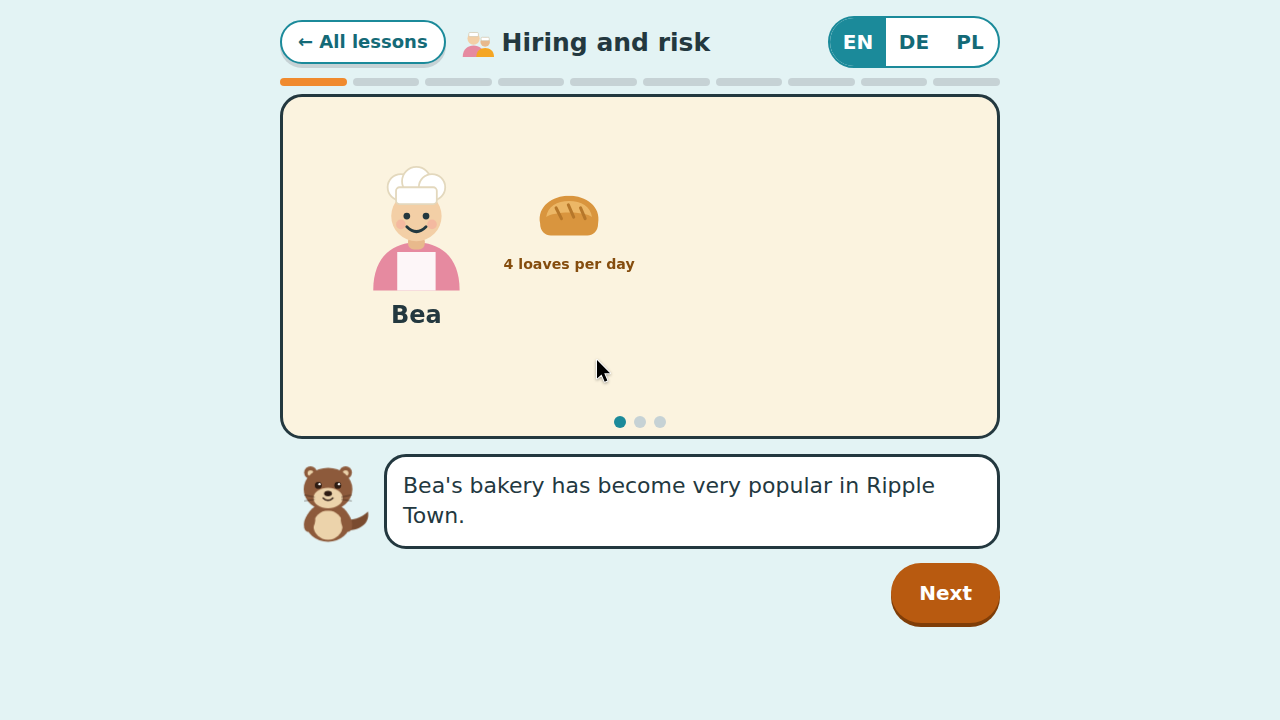 ← All lessons
Hiring and risk
EN DE PL
4 loaves per day
Bea
Bea's bakery has become very popular in Ripple
Town.
Next